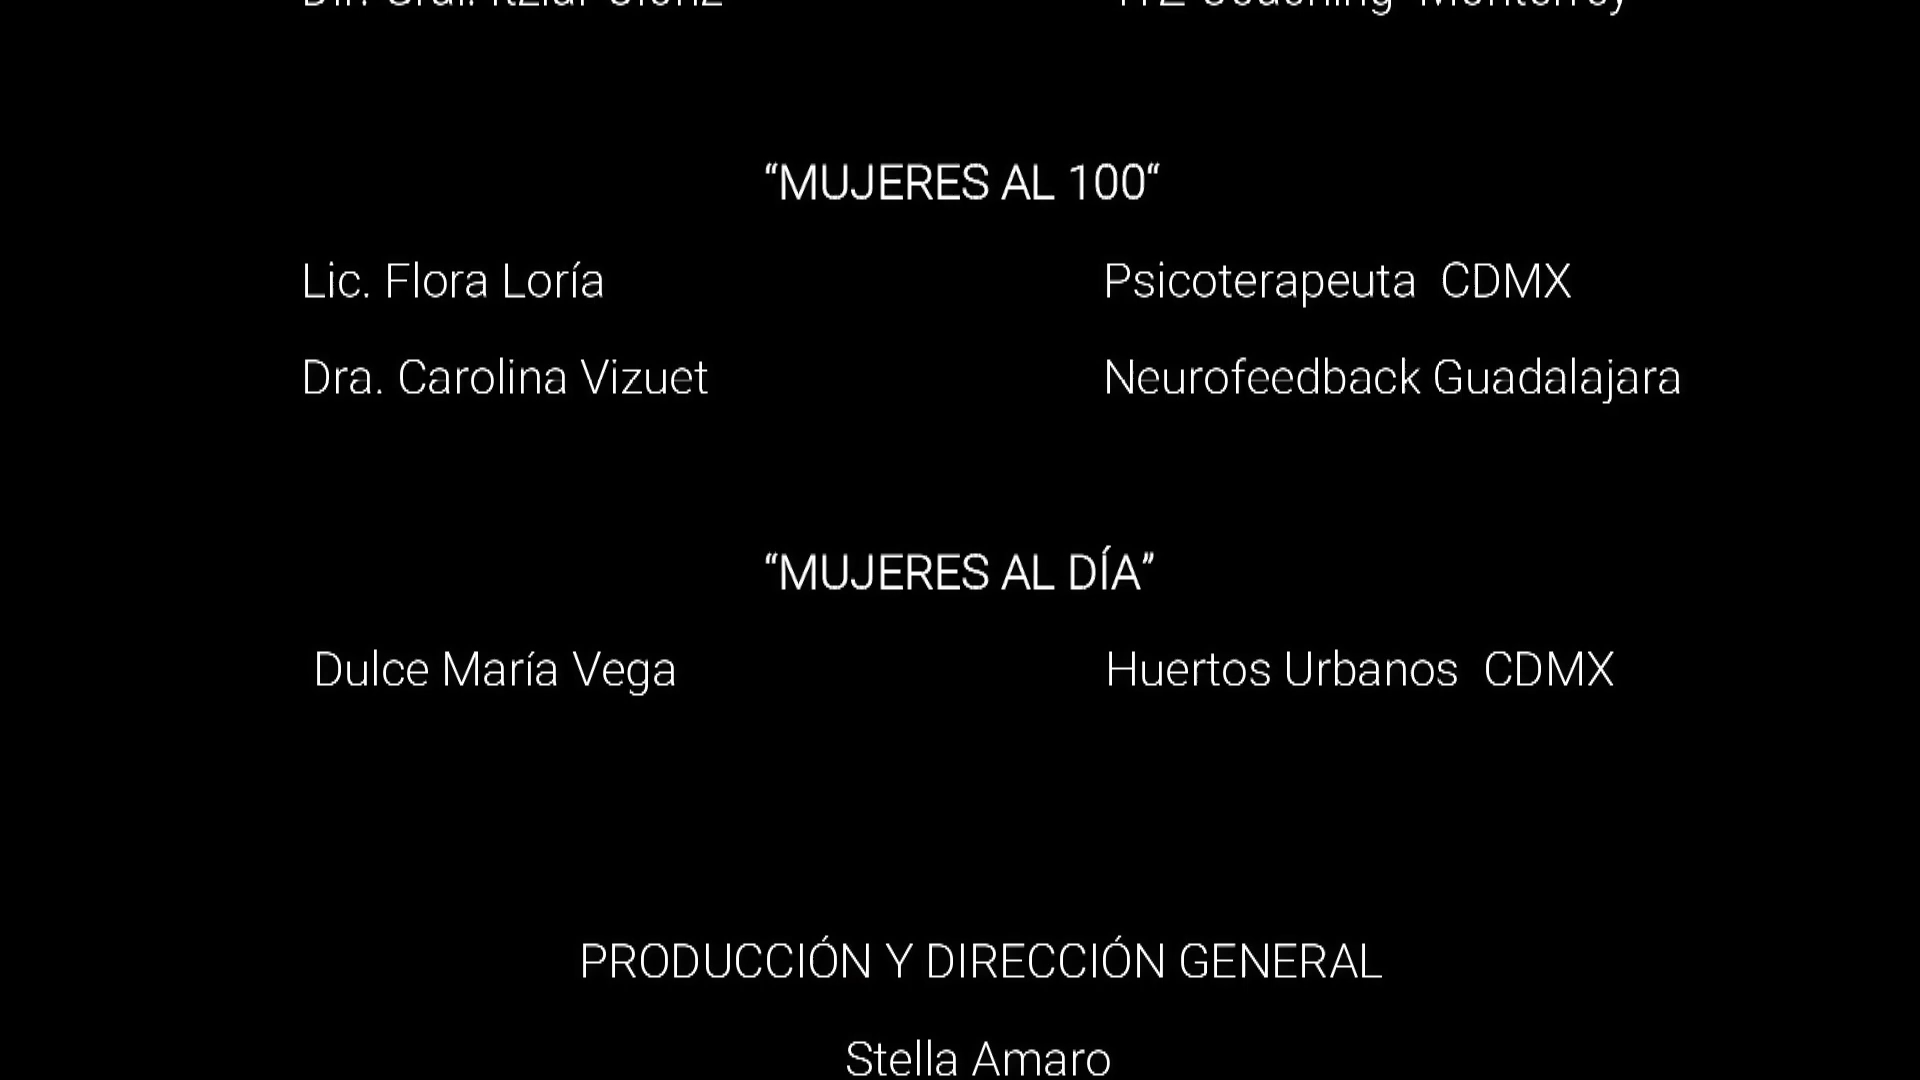 “MUJERES AL 100“
Lic. Flora Loría Psicoterapeuta CDMX
Dra. Carolina Vizuet Neurofeedback Guadalajara
“MUJERES AL DÍA”
Dulce María Vega Huertos Urbanos CDMX
PRODUCCIÓN Y DIRECCIÓN GENERAL
Stella Amaro